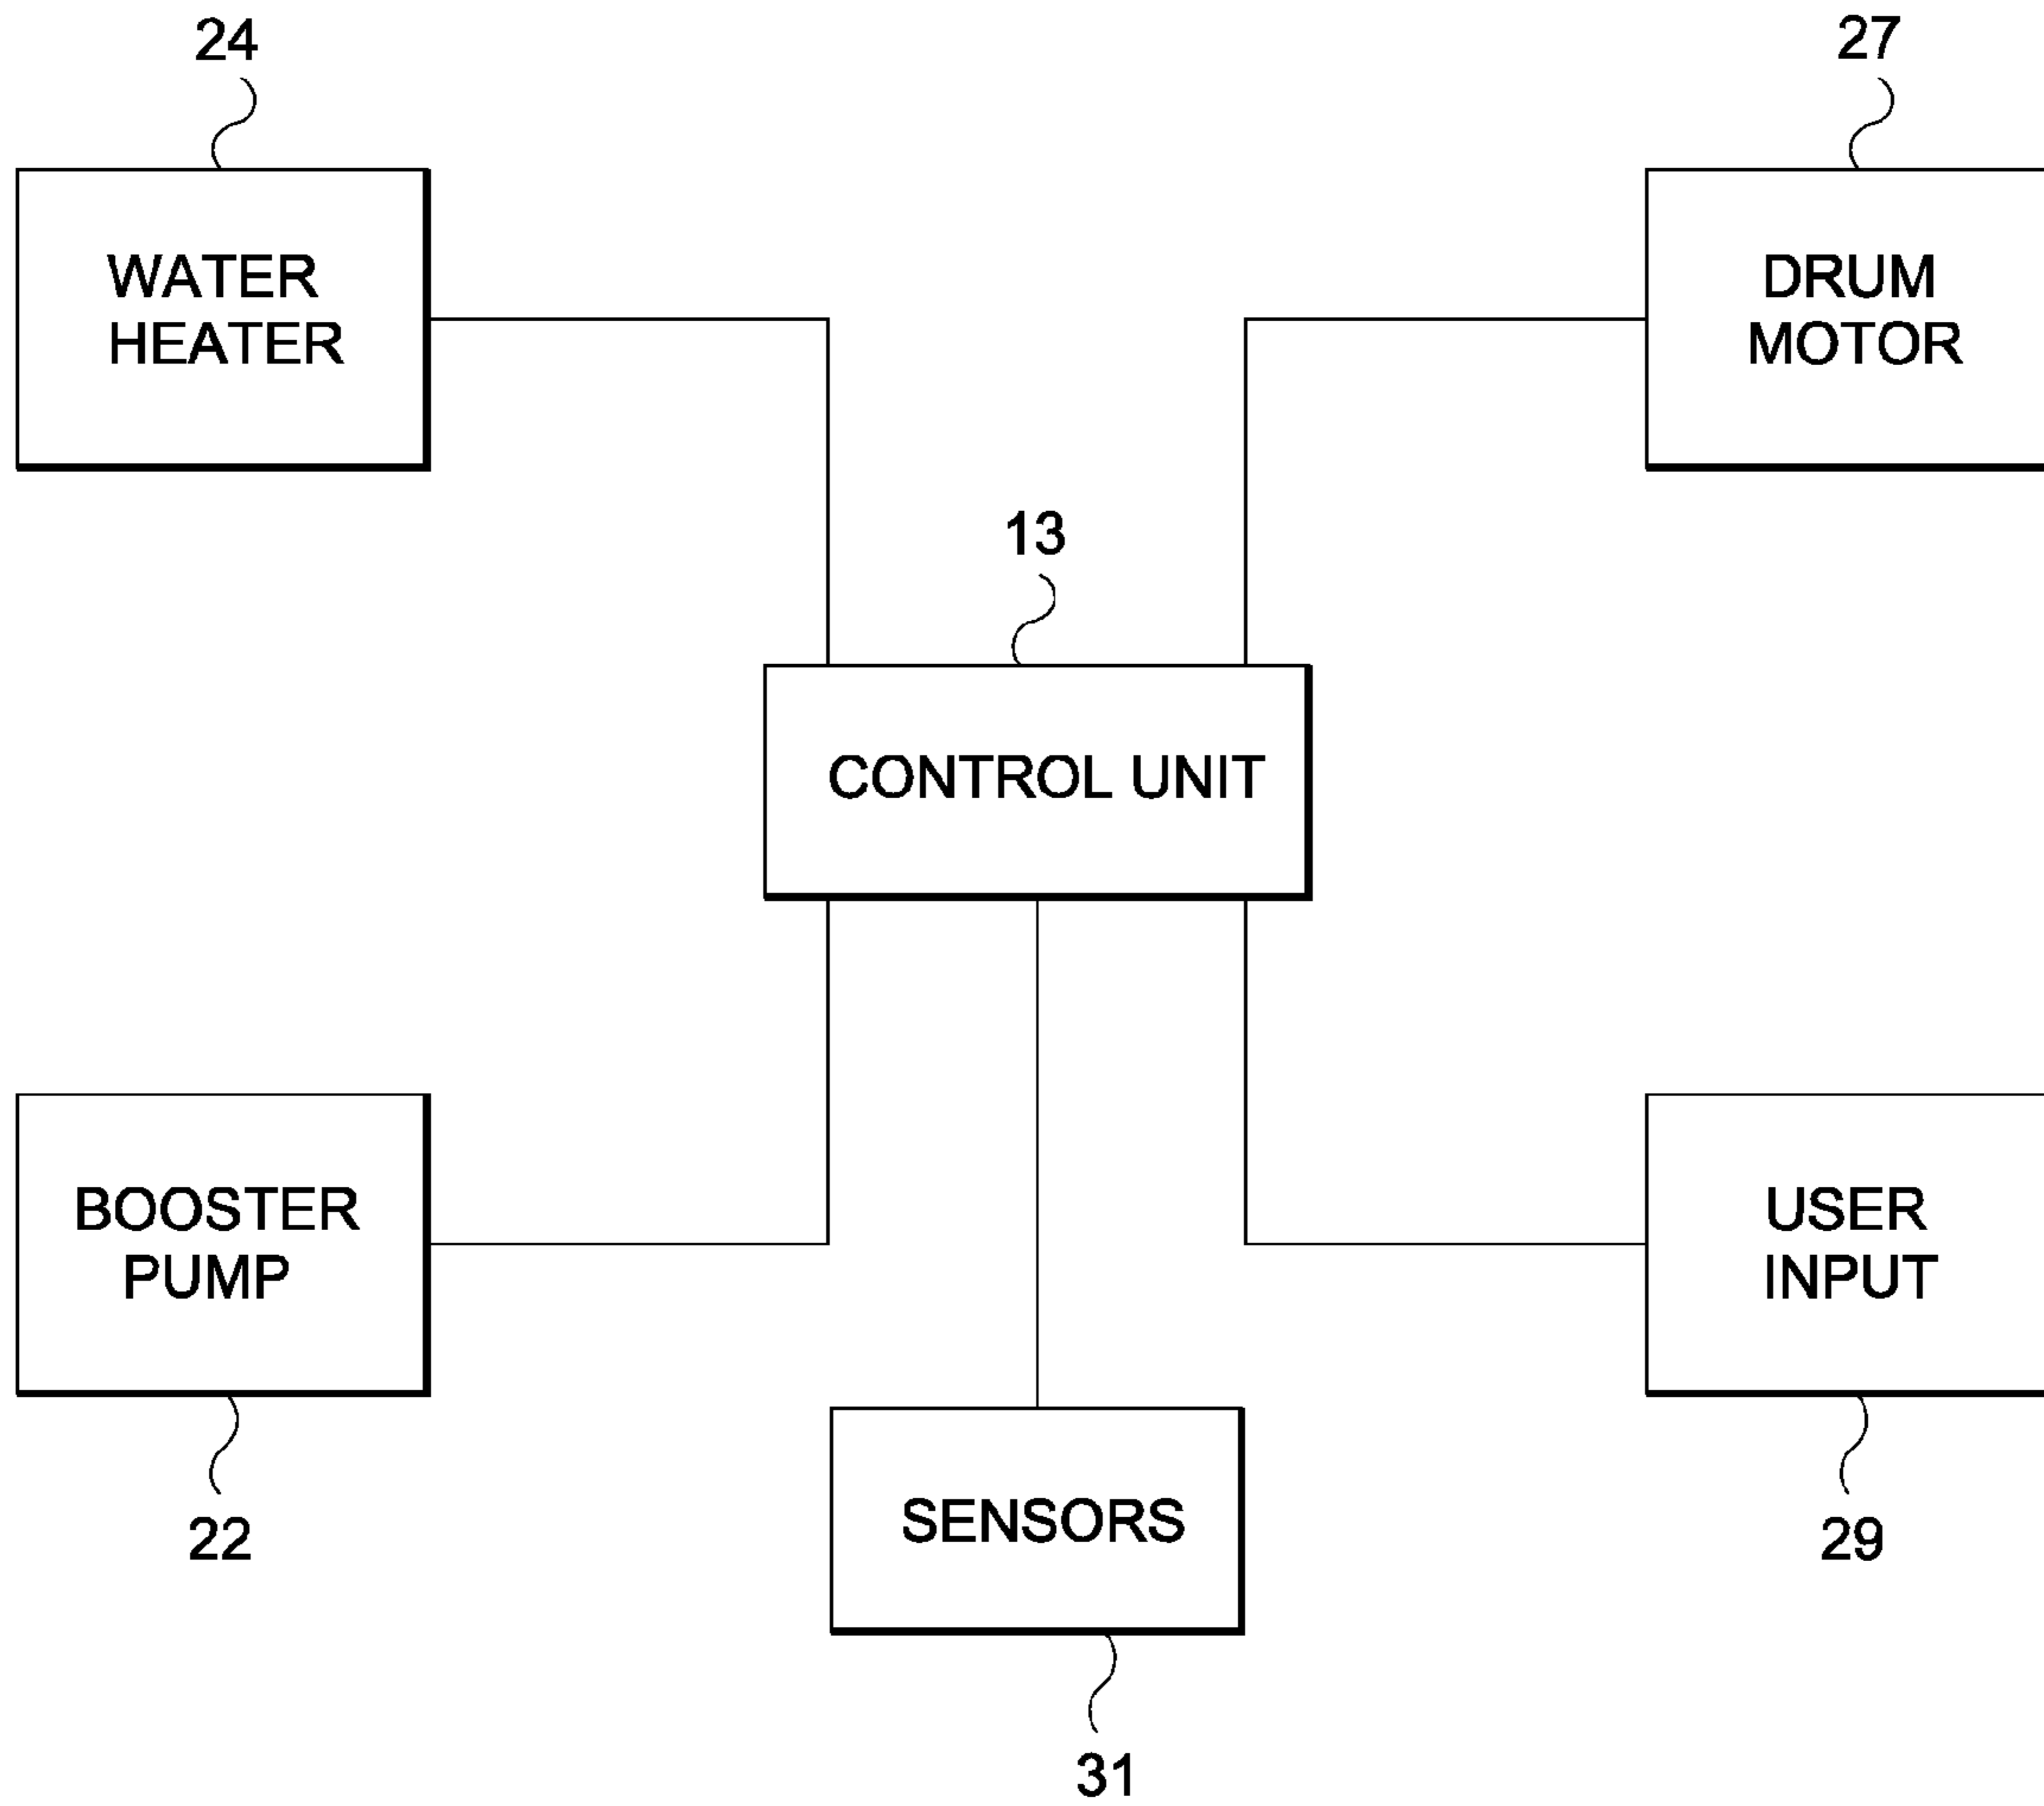 24
27
WATER
HEATER
DRUM
MOTOR
13
CONTROL UNIT
BOOSTER
PUMP
USER
INPUT
22
SENSORS
29
31